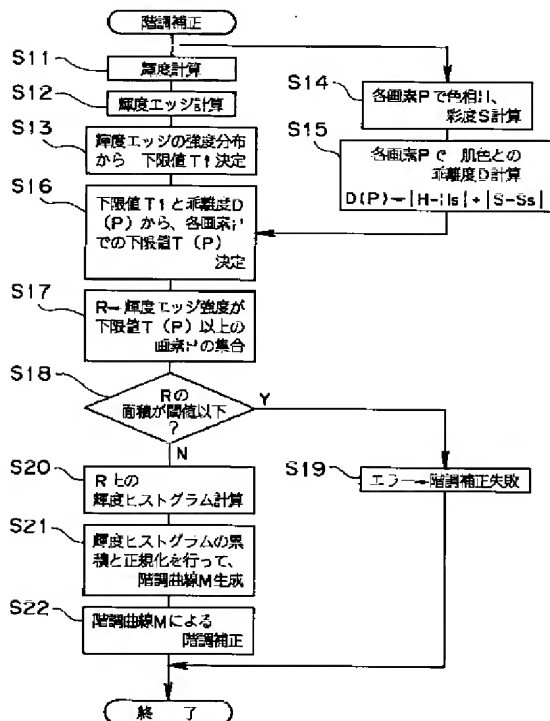 階調補正
S11
輝度計算
S12
輝度エッジ計算
S13
輝度エッジの強度分布
から 下限値T1決定
S14
各画素Pで色相H、
彩度S計算
S15
各画素Pで 肌色との
乖離度D計算
D(P)=|H-Hs|+|S-Ss|
S16
下限値T1と乖離度D
(P)から、各画素P
での下限値T(P)
決定
S17
R=輝度エッジ強度が
下限値T(P)以上の
画素Pの集合
S18
Rの
面積が閾値以下
?
Y
N
S19
エラー=階調補正失敗
S20
R上の
輝度ヒストグラム計算
S21
輝度ヒストグラムの累
積と正規化を行って、
階調曲線M生成
S22
階調曲線Mによる
階調補正
終 了